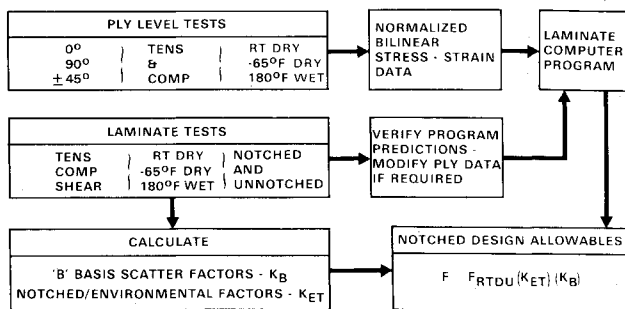 PLY LEVEL TESTS
0° TENS RT DRY
90° & -65°F DRY
±45° COMP 180°F WET
NORMALIZED
BILINEAR
STRESS - STRAIN
DATA
LAMINATE
COMPUTER
PROGRAM
LAMINATE TESTS
TENS RT DRY NOTCHED
COMP -65°F DRY AND
SHEAR 180°F WET UNNOTCHED
VERIFY PROGRAM
PREDICTIONS -
MODIFY PLY DATA
IF REQUIRED
CALCULATE
'B' BASIS SCATTER FACTORS - KB
NOTCHED/ENVIRONMENTAL FACTORS - KET
NOTCHED DESIGN ALLOWABLES
F FRTDU (KET) (KB)